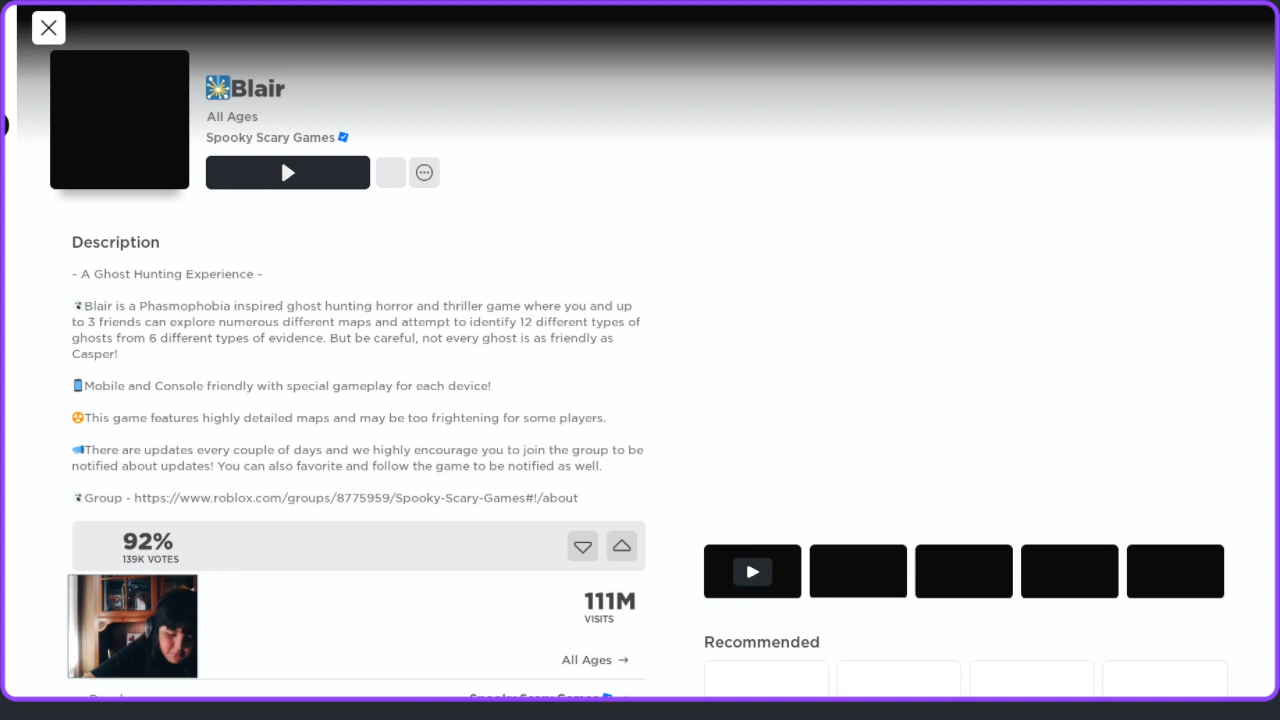 Blair
All Ages
Spooky Scary Games
Description
~ A Ghost Hunting Experience ~
Blair is a Phasmophobia inspired ghost hunting horror and thriller game where you and up
to 3 friends can explore numerous different maps and attempt to identify 12 different types of
ghosts from 6 different types of evidence. But be careful, not every ghost is as friendly as
Casper!
Mobile and Console friendly with special gameplay for each device!
This game features highly detailed maps and may be too frightening for some players.
There are updates every couple of days and we highly encourage you to join the group to be
notified about updates! You can also favorite and follow the game to be notified as well.
Group - https://www.roblox.com/groups/8775959/Spooky-Scary-Games#!/about
92%
139K VOTES
111M
VISITS
All Ages →
Spooky Scary Games
Recommended